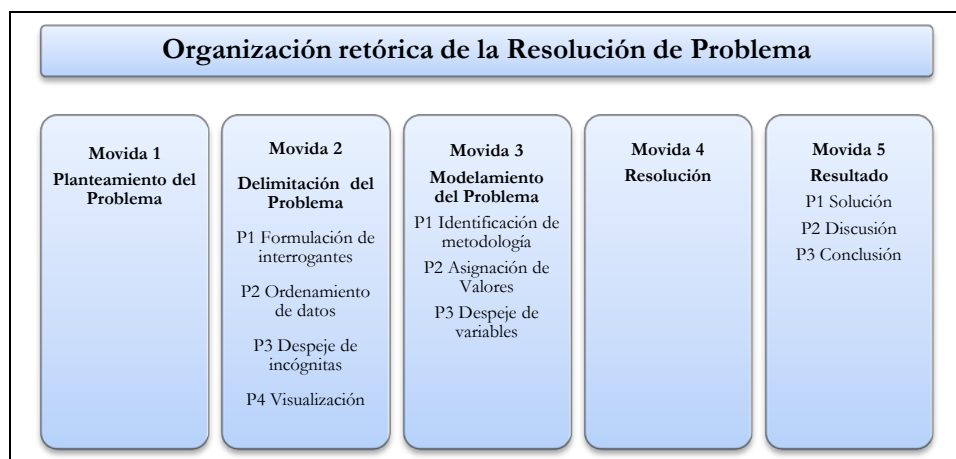 Organización retórica de la Resolución de Problema
Movida 1
Planteamiento del
Problema
Movida 2
Delimitación del
Problema
P1 Formulación de
interrogantes
P2 Ordenamiento
de datos
P3 Despeje de
incógnitas
P4 Visualización
Movida 3
Modelamiento
del Problema
P1 Identificación de
metodología
P2 Asignación de
Valores
P3 Despeje de
variables
Movida 4
Resolución
Movida 5
Resultado
P1 Solución
P2 Discusión
P3 Conclusión